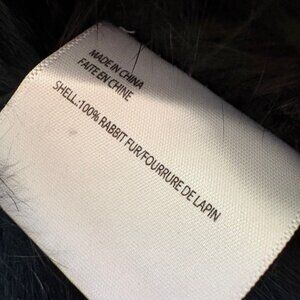 MADE IN CHINA
FAITE EN CHINE
SHELL:100% RABBIT FUR/FOURRURE DE LAPIN